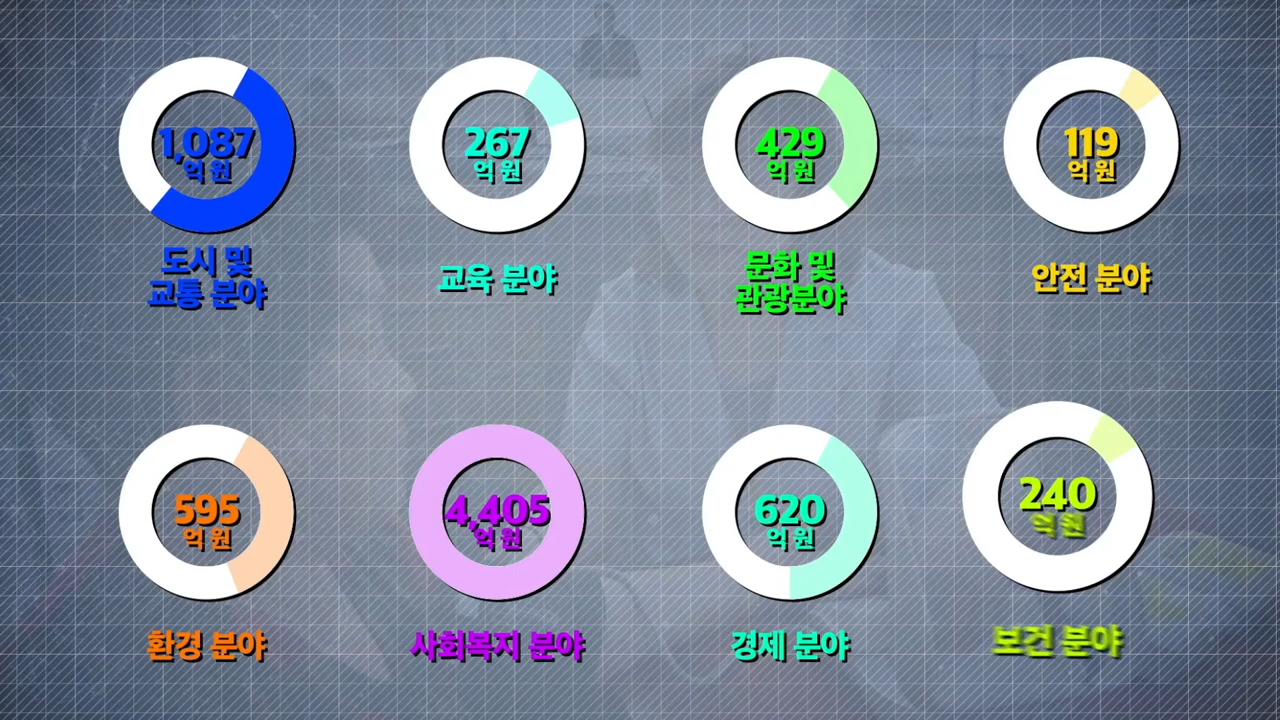 1,087
억 원
도시 및
교통 분야
267
억 원
교육 분야
429
억 원
문화 및
관광분야
119
억 원
안전 분야
595
억 원
환경 분야
4,405
억 원
사회복지 분야
620
억 원
경제 분야
240
억 원
보건 분야